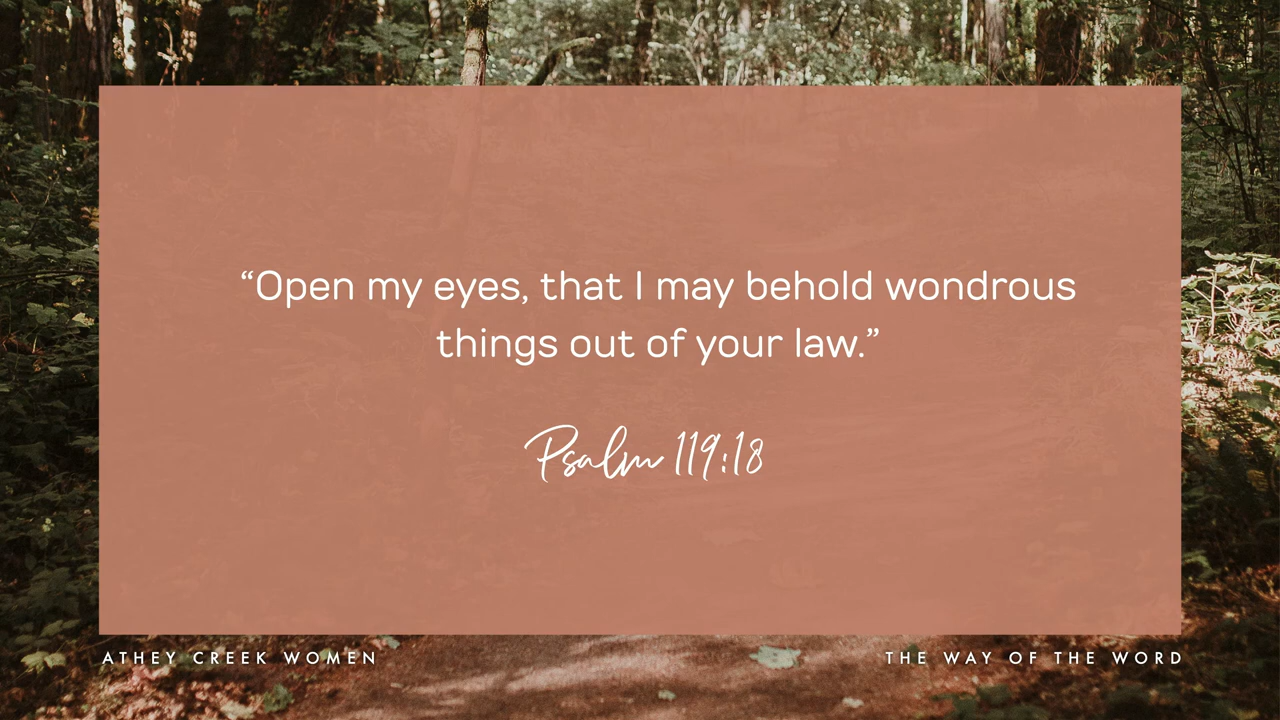 “Open my eyes, that I may behold wondrous
things out of your law.”
Psalm 119:18
ATHEY CREEK WOMEN
THE WAY OF THE WORD